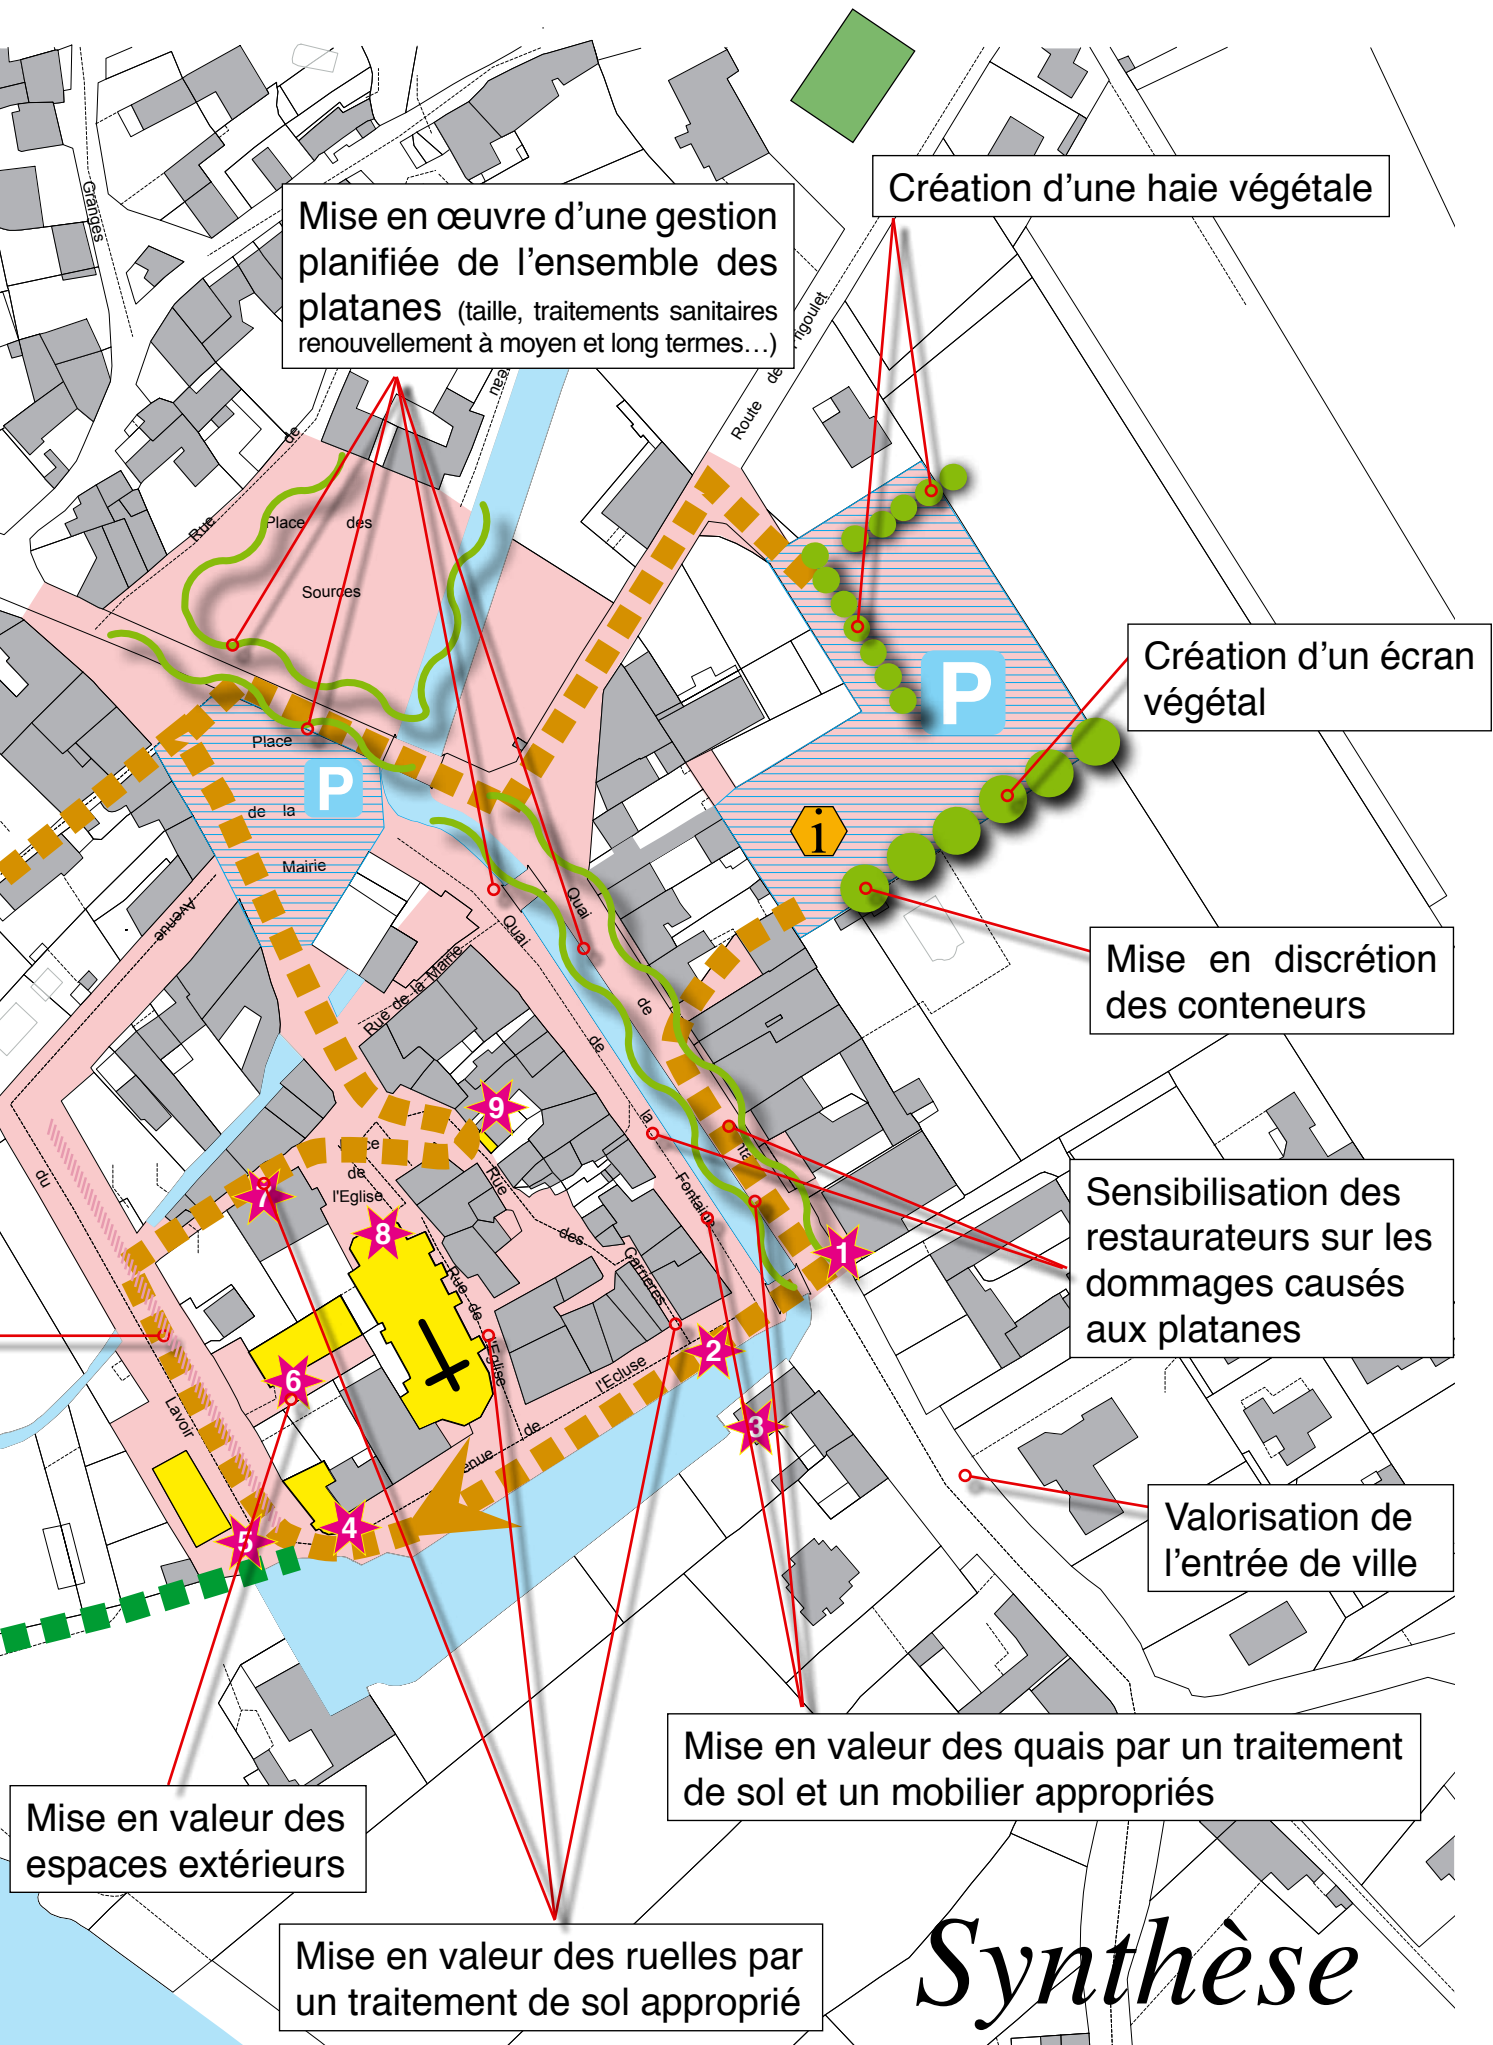 Granges
Création d'une haie végétale
Mise en œuvre d'une gestion
planifiée de l'ensemble des
platanes (taille, traitements sanitaires
renouvellement à moyen et long termes…)
Route de
Rue de
Place des
Sources
Création d'un écran
végétal
P
Place
de la
Mairie
P
i
Avenue
du
Lavoir
Rue de la Mairie
Quai
de
la
Fontaine
Quai
de
Mise en discrétion
des conteneurs
9
de
l'Eglise
7
8
Rue
des
Carrières
Rue de
l'Eglise
1
Sensibilisation des
restaurateurs sur les
dommages causés
aux platanes
2
l'Ecluse
de
6
3
4
5
Valorisation de
l'entrée de ville
Mise en valeur des quais par un traitement
de sol et un mobilier appropriés
Mise en valeur des
espaces extérieurs
Mise en valeur des ruelles par
un traitement de sol approprié
Synthèse